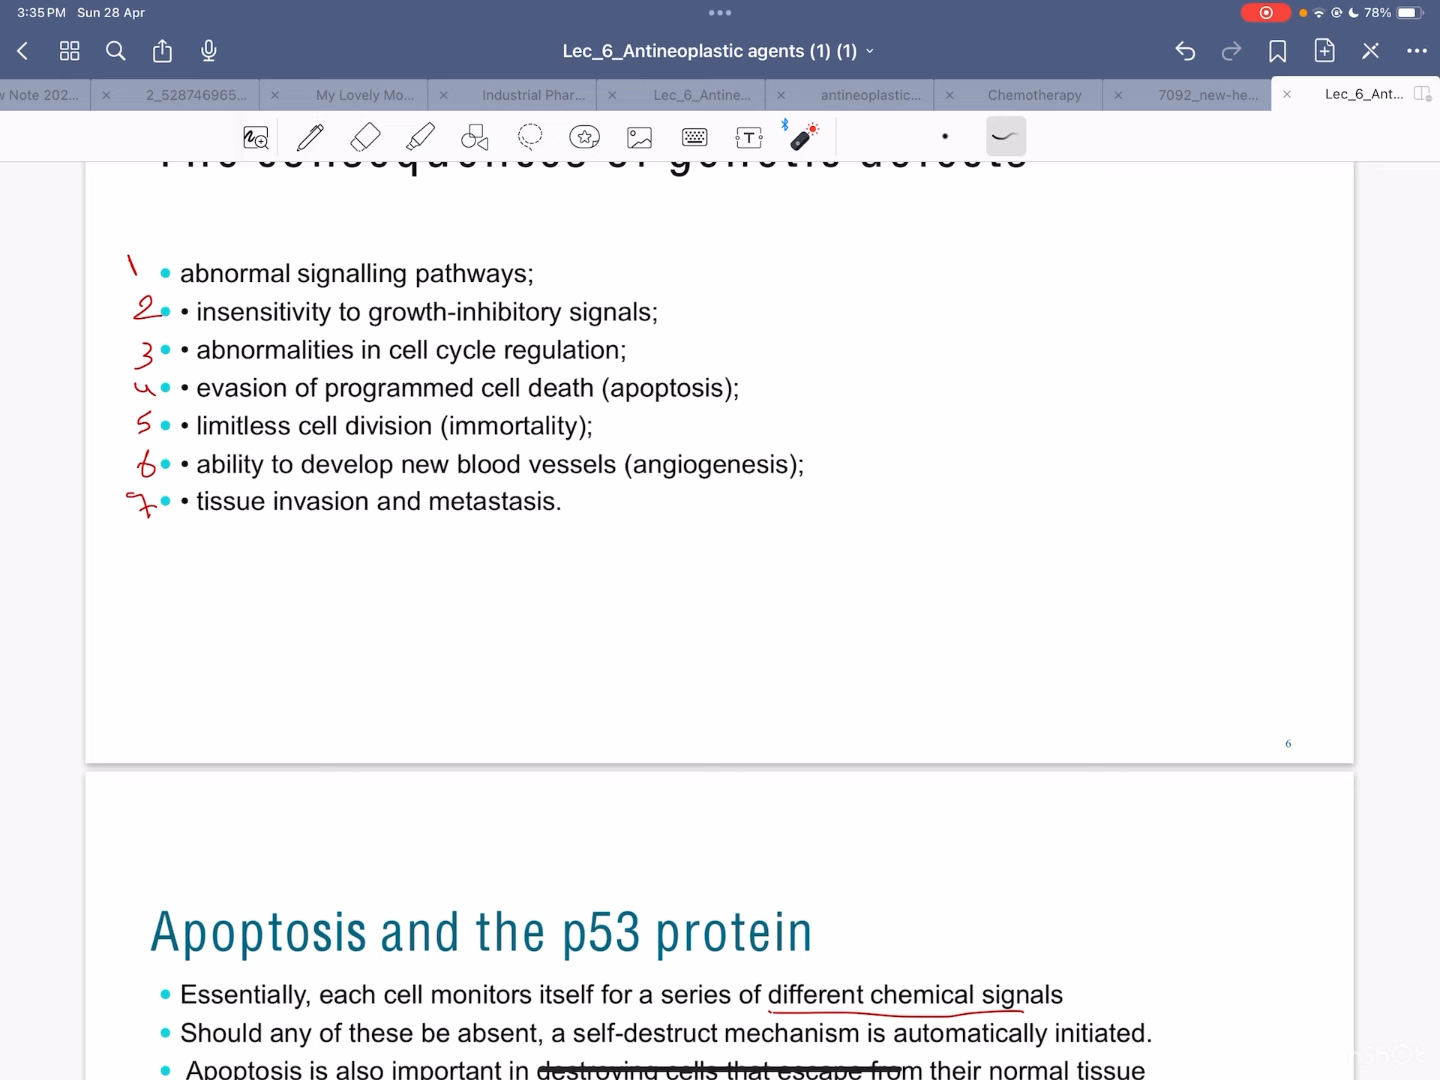 3:35 PM Sun 28 Apr
78%
Lec_6_Antineoplastic agents (1) (1)
w Note 202... × 2_528746965... × My Lovely Mo... × Industrial Phar... × Lec_6_Antine... × antineoplastic... × Chemotherapy × 7092_new-he... × Lec_6_Ant...
T
The consequences of genetic defects
1 • abnormal signalling pathways;
2 • • insensitivity to growth-inhibitory signals;
3 • • abnormalities in cell cycle regulation;
4 • • evasion of programmed cell death (apoptosis);
5 • • limitless cell division (immortality);
6 • • ability to develop new blood vessels (angiogenesis);
7 • • tissue invasion and metastasis.
6
Apoptosis and the p53 protein
• Essentially, each cell monitors itself for a series of different chemical signals
• Should any of these be absent, a self-destruct mechanism is automatically initiated.
• Apoptosis is also important in destroying cells that escape from their normal tissue